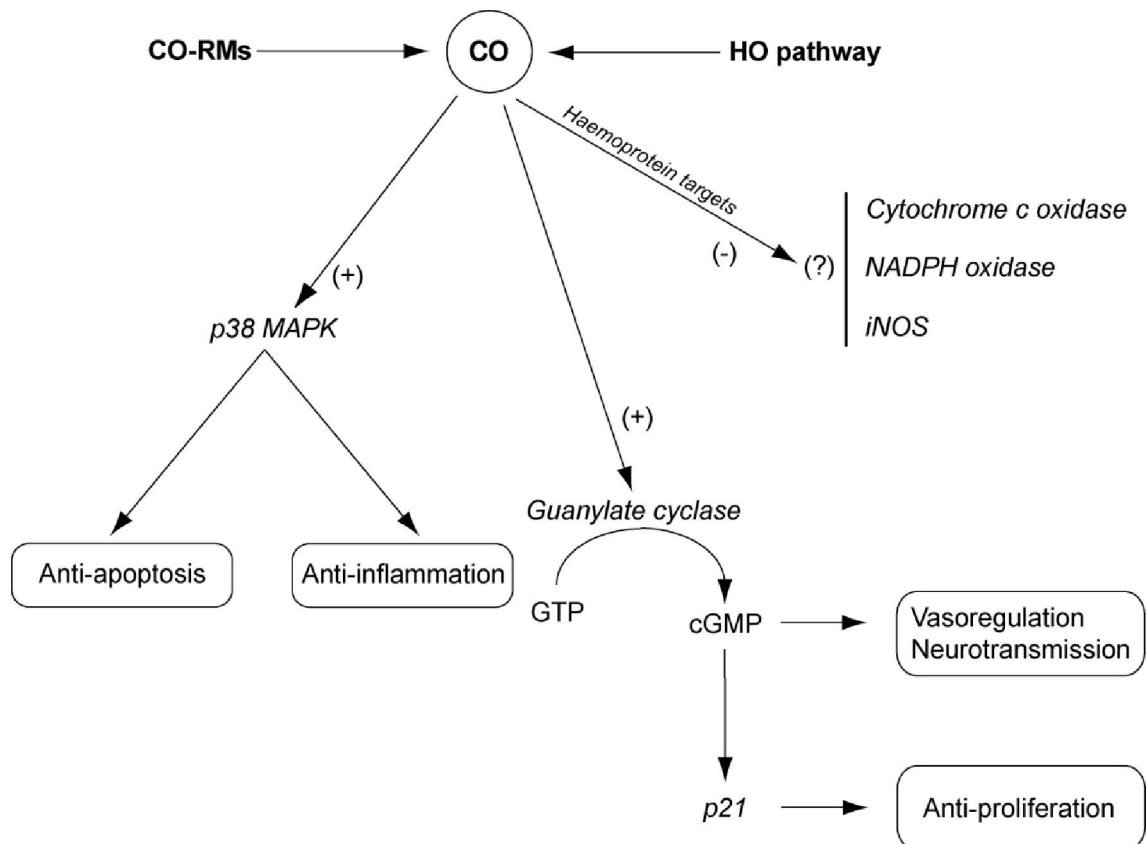 CO-RMs
CO
HO pathway
Haemoprotein targets
(-)
(?)
Cytochrome c oxidase
NADPH oxidase
iNOS
(+)
p38 MAPK
(+)
Guanylate cyclase
Anti-apoptosis
Anti-inflammation
GTP
cGMP
Vasoregulation
Neurotransmission
p21
Anti-proliferation